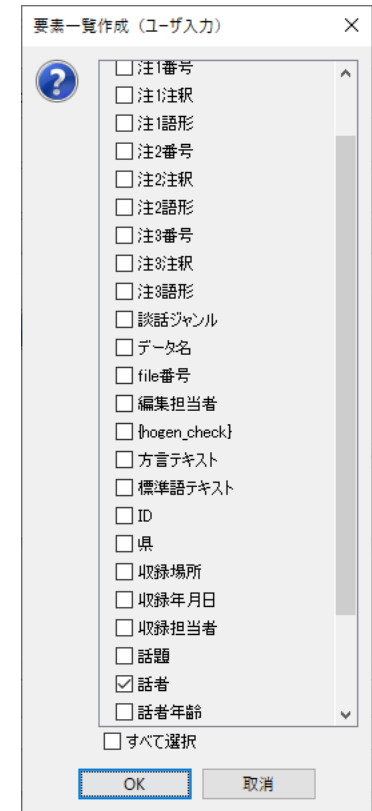 要素一覧作成（ユーザ入力）
注1番号
注1注釈
注1語形
注2番号
注2注釈
注2語形
注3番号
注3注釈
注3語形
談話ジャンル
データ名
file番号
編集担当者
{hogen_check}
方言テキスト
標準語テキスト
ID
県
収録場所
収録年月日
収録担当者
話題
話者
話者年齢
すべて選択
OK 取消